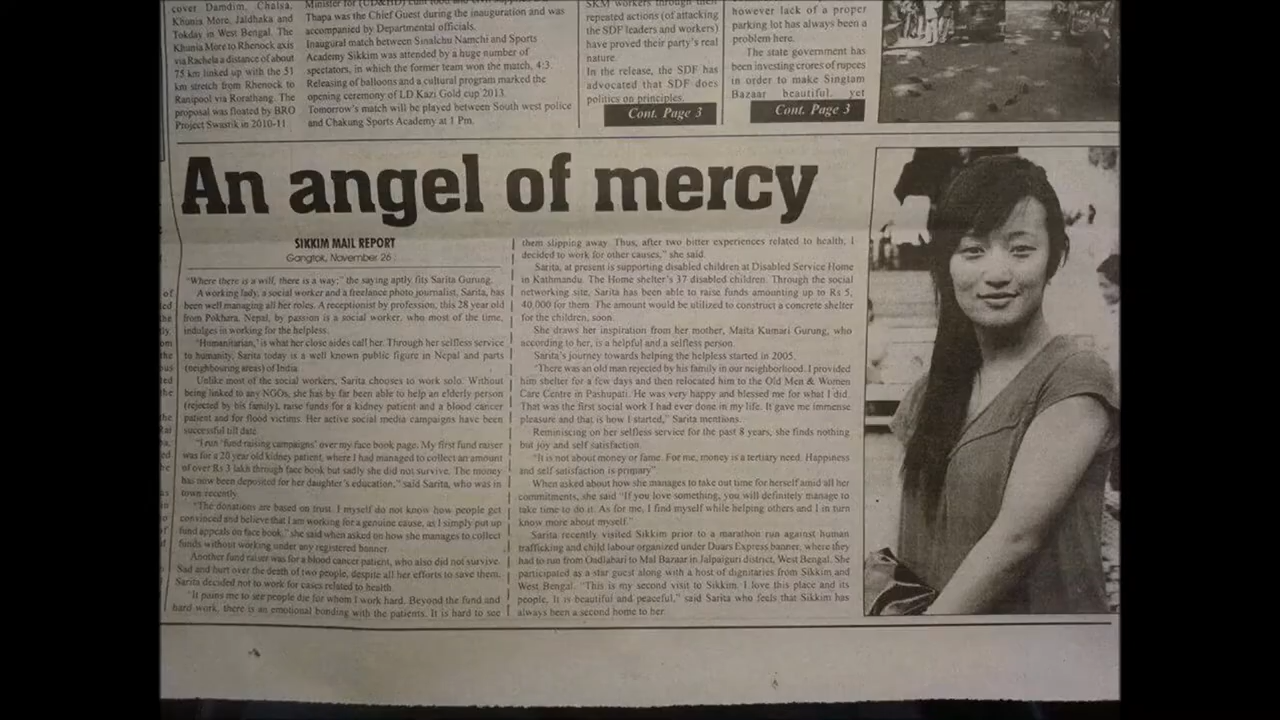 cover Damdim, Chalsa,
Khunia More, Jaldhaka and
Tokday in West Bengal. The
Khunia More to Rhenock axis
via Rachela a distance of about
75 km linked up with the 51
km stretch from Rhenock to
Ranipool via Rorathang. The
proposal was floated by BRO
Project Swastik in 2010-11
Thapa was the Chief Guest during the inauguration and was
accompanied by Departmental officials.
Inaugural match between Sinalchu Namchi and Sports
Academy Sikkim was attended by a huge number of
spectators, in which the former team won the match, 4:3.
Releasing of balloons and a cultural program marked the
opening ceremony of LD Kazi Gold cup 2013.
Tomorrow's match will be played between South west police
and Chakung Sports Academy at 1 Pm.
SKM workers through their
repeated actions (of attacking
the SDF leaders and workers)
have proved their party's real
nature.
In the release, the SDF has
advocated that SDF does
politics on principles.
Cont. Page 3
however lack of a proper
parking lot has always been a
problem here.
The state government has
been investing crores of rupees
in order to make Singtam
Bazaar beautiful, yet
Cont. Page 3
An angel of mercy
SIKKIM MAIL REPORT
Gangtok, November 26
"Where there is a will, there is a way;" the saying aptly fits Sarita Gurung.
A working lady, a social worker and a freelance photo journalist, Sarita, has
been well managing all her roles. A receptionist by profession, this 28 year old
from Pokhara, Nepal, by passion is a social worker, who most of the time,
indulges in working for the helpless.
'Humanitarian,' is what her close aides call her. Through her selfless service
to humanity, Sarita today is a well known public figure in Nepal and parts
(neighbouring areas) of India.
Unlike most of the social workers, Sarita chooses to work solo. Without
being linked to any NGOs, she has by far been able to help an elderly person
(rejected by his family), raise funds for a kidney patient and a blood cancer
patient and for flood victims. Her active social media campaigns have been
successful till date.
"I run 'fund raising campaigns' over my face book page. My first fund raiser
was for a 20 year old kidney patient, where I had managed to collect an amount
of over Rs 3 lakh through face book but sadly she did not survive. The money
has now been deposited for her daughter's education," said Sarita, who was in
town recently.
"The donations are based on trust. I myself do not know how people get
convinced and believe that I am working for a genuine cause, as I simply put up
fund appeals on face book," she said when asked on how she manages to collect
funds without working under any registered banner.
Another fund raiser was for a blood cancer patient, who also did not survive.
Sad and hurt over the death of two people, despite all her efforts to save them,
Sarita decided not to work for cases related to health.
"It pains me to see people die for whom I work hard. Beyond the fund and
hard work, there is an emotional bonding with the patients. It is hard to see
them slipping away. Thus, after two bitter experiences related to health, I
decided to work for other causes," she said.
Sarita, at present is supporting disabled children at Disabled Service Home
in Kathmandu. The Home shelter's 37 disabled children. Through the social
networking site, Sarita has been able to raise funds amounting up to Rs 5,
40,000 for them. The amount would be utilized to construct a concrete shelter
for the children, soon.
She draws her inspiration from her mother, Maita Kumari Gurung, who
according to her, is a helpful and a selfless person.
Sarita's journey towards helping the helpless started in 2005.
"There was an old man rejected by his family in our neighborhood. I provided
him shelter for a few days and then relocated him to the Old Men & Women
Care Centre in Pashupati. He was very happy and blessed me for what I did.
That was the first social work I had ever done in my life. It gave me immense
pleasure and that is how I started," Sarita mentions.
Reminiscing on her selfless service for the past 8 years, she finds nothing
but joy and self satisfaction.
"It is not about money or fame. For me, money is a tertiary need. Happiness
and self satisfaction is primary".
When asked about how she manages to take out time for herself amid all her
commitments, she said "If you love something, you will definitely manage to
take time to do it. As for me, I find myself while helping others and I in turn
know more about myself."
Sarita recently visited Sikkim prior to a marathon run against human
trafficking and child labour organized under Duars Express banner, where they
had to run from Oadlabari to Mal Bazaar in Jalpaiguri district, West Bengal. She
participated as a star guest along with a host of dignitaries from Sikkim and
West Bengal. "This is my second visit to Sikkim. I love this place and its
people. It is beautiful and peaceful," said Sarita who feels that Sikkim has
always been a second home to her.